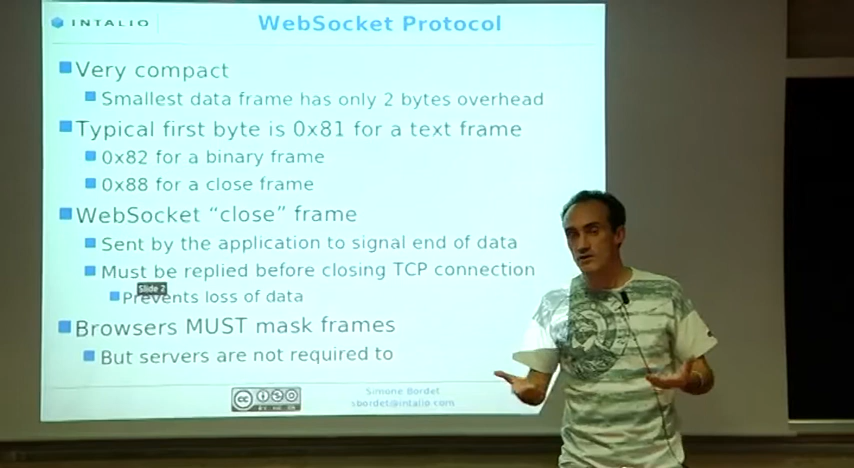 INTALIO
WebSocket Protocol
Very compact
Smallest data frame has only 2 bytes overhead
Typical first byte is 0x81 for a text frame
0x82 for a binary frame
0x88 for a close frame
WebSocket “close” frame
Sent by the application to signal end of data
Must be replied before closing TCP connection
Slide 2
Prevents loss of data
Browsers MUST mask frames
But servers are not required to
cc
Simone Bordet
sbordet@intalio.com